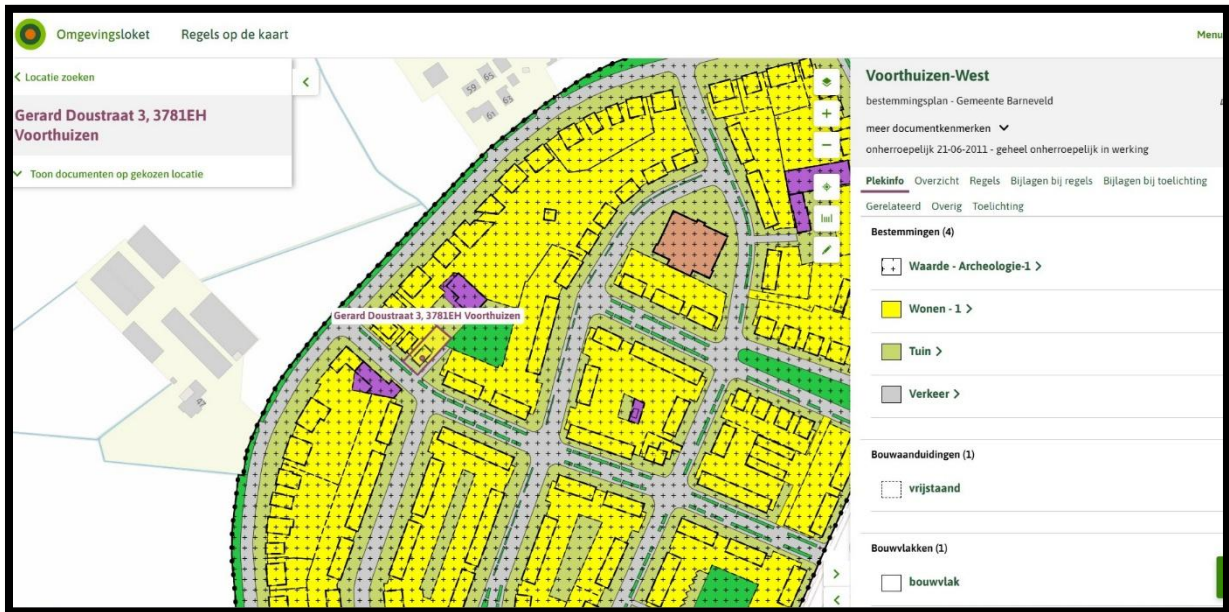 Omgevingsloket
Regels op de kaart
Menu
Locatie zoeken
Gerard Doustraat 3, 3781EH
Voorthuizen
Toon documenten op gekozen locatie
59
65
63
61
47
Gerard Doustraat 3, 3781EH Voorthuizen
Voorthuizen-West
bestemmingsplan - Gemeente Barneveld
meer documentkenmerken
onherroepelijk 21-06-2011 - geheel onherroepelijk in werking
Plekinfo Overzicht Regels Bijlagen bij regels Bijlagen bij toelichting
Gerelateerd Overig Toelichting
Bestemmingen (4)
Waarde - Archeologie-1 >
Wonen - 1 >
Tuin >
Verkeer >
Bouwaanduidingen (1)
vrijstaand
Bouwvlakken (1)
bouwvlak